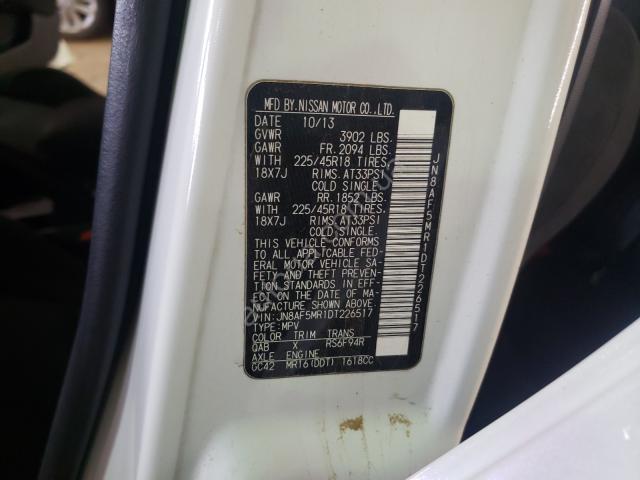 MFD BY.NISSAN MOTOR CO.,LTD.
DATE 10/13
GVWR 3902 LBS.
GAWR FR. 2094 LBS.
WITH 225/45R18 TIRES,
18X7J RIMS.AT33PSI
COLD SINGLE.
GAWR RR. 1852 LBS.
WITH 225/45R18 TIRES,
18X7J RIMS.AT33PSI
COLD SINGLE.
THIS VEHICLE CONFORMS
TO ALL APPLICABLE FED-
ERAL MOTOR VEHICLE SA-
FETY AND THEFT PREVEN-
TION STANDARDS IN EFF-
ECT ON THE DATE OF MA-
NUFACTURE SHOWN ABOVE.
VIN:JN8AF5MR1DT226517
TYPE:MPV
COLOR TRIM TRANS
QAB X RS6F94R
AXLE ENGINE
GC42 MR16(DDT) 1618CC
JN8AF5MR1DT226517